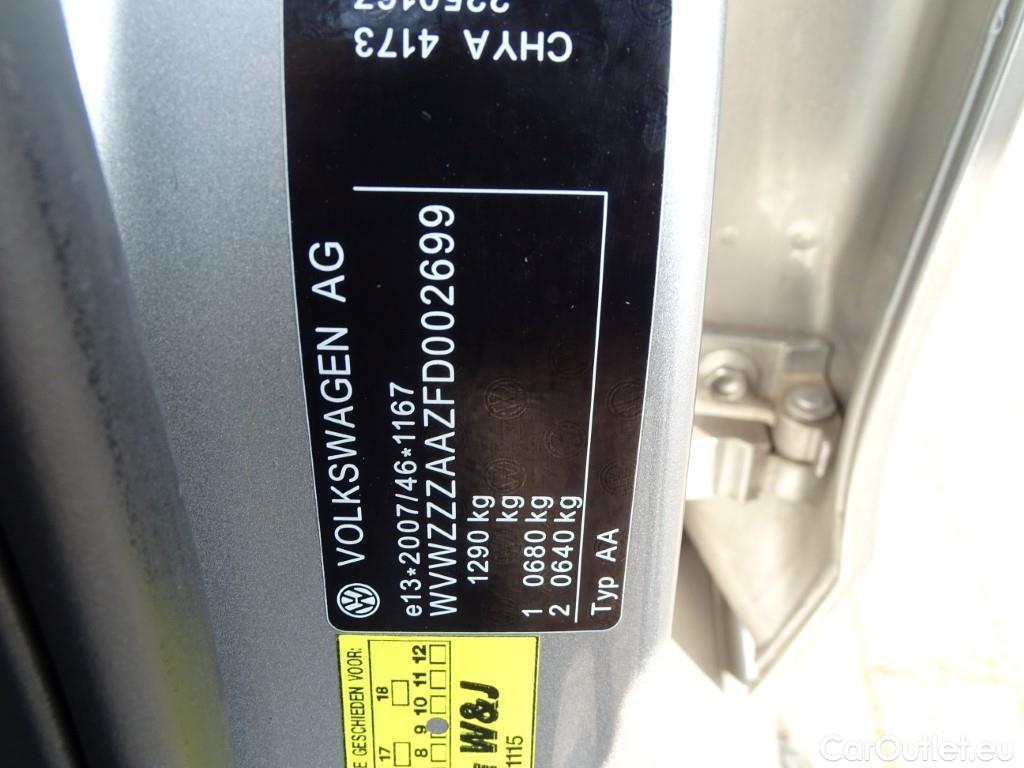 VOLKSWAGEN AG
e13*2007/46*1167
WVWZZZAAZFD002699
1290 kg
kg
1 0680 kg
2 0640 kg
Typ AA
CHYA 4173
2250167
E GESCHIEDEN VOOR:
17 18
8 9 10 11 12
W&J
1115
CarOutlet.eu